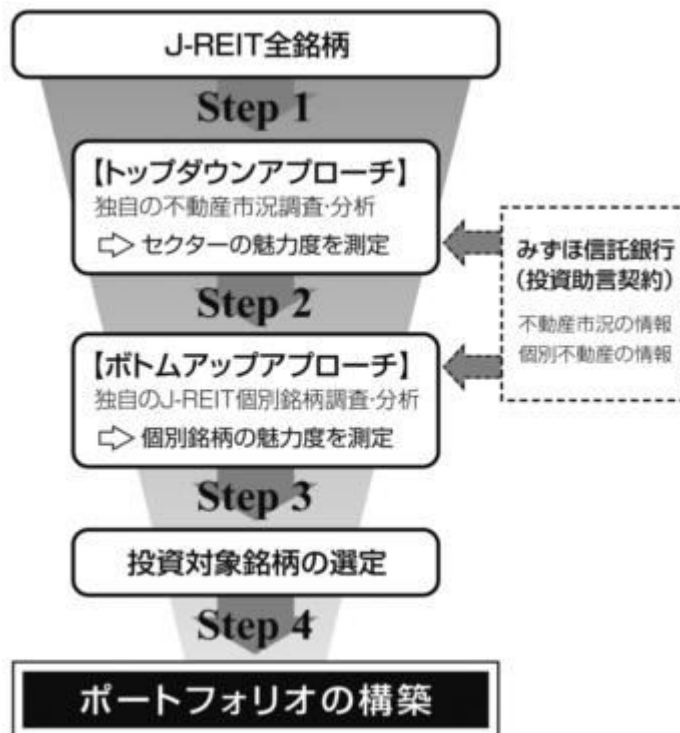 J-REIT全銘柄
Step 1
【トップダウンアプローチ】
独自の不動産市況調査·分析
⇨ セクターの魅力度を測定
みずほ信託銀行
(投資助言契約)
不動産市況の情報
個別不動産の情報
Step 2
【ボトムアップアプローチ】
独自のJ-REIT個別銘柄調査·分析
⇨ 個別銘柄の魅力度を測定
Step 3
投資対象銘柄の選定
Step 4
ポートフォリオの構築